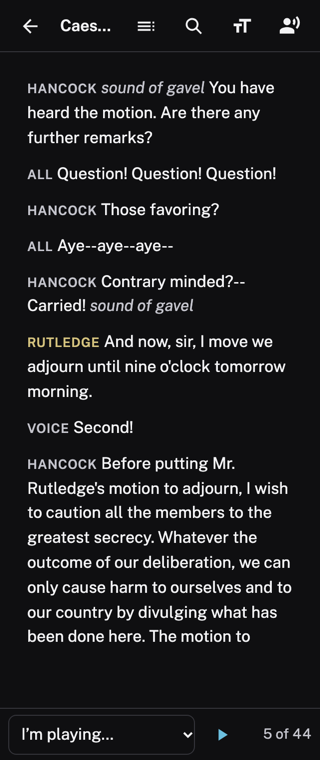 Caes...
HANCOCK sound of gavel You have
heard the motion. Are there any
further remarks?
ALL Question! Question! Question!
HANCOCK Those favoring?
ALL Aye--aye--aye--
HANCOCK Contrary minded?--
Carried! sound of gavel
RUTLEDGE And now, sir, I move we
adjourn until nine o'clock tomorrow
morning.
VOICE Second!
HANCOCK Before putting Mr.
Rutledge's motion to adjourn, I wish
to caution all the members to the
greatest secrecy. Whatever the
outcome of our deliberation, we can
only cause harm to ourselves and to
our country by divulging what has
been done here. The motion to
I'm playing...
5 of 44